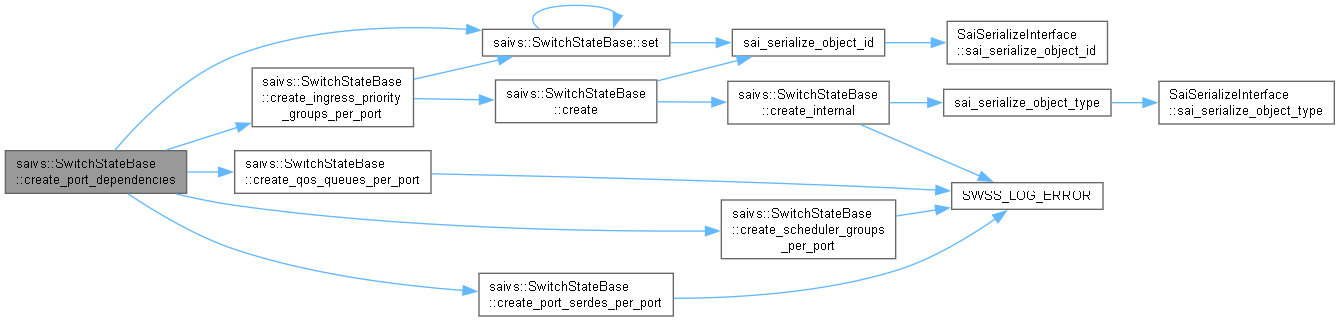 saivs::SwitchStateBase
::create_port_dependencies
saivs::SwitchStateBase::set
saivs::SwitchStateBase
::create_ingress_priority
_groups_per_port
saivs::SwitchStateBase
::create_qos_queues_per_port
saivs::SwitchStateBase
::create
sai_serialize_object_id
SaiSerializeInterface
::sai_serialize_object_id
saivs::SwitchStateBase
::create_internal
sai_serialize_object_type
SaiSerializeInterface
::sai_serialize_object_type
SWSS_LOG_ERROR
saivs::SwitchStateBase
::create_scheduler_groups
_per_port
saivs::SwitchStateBase
::create_port_serdes_per_port